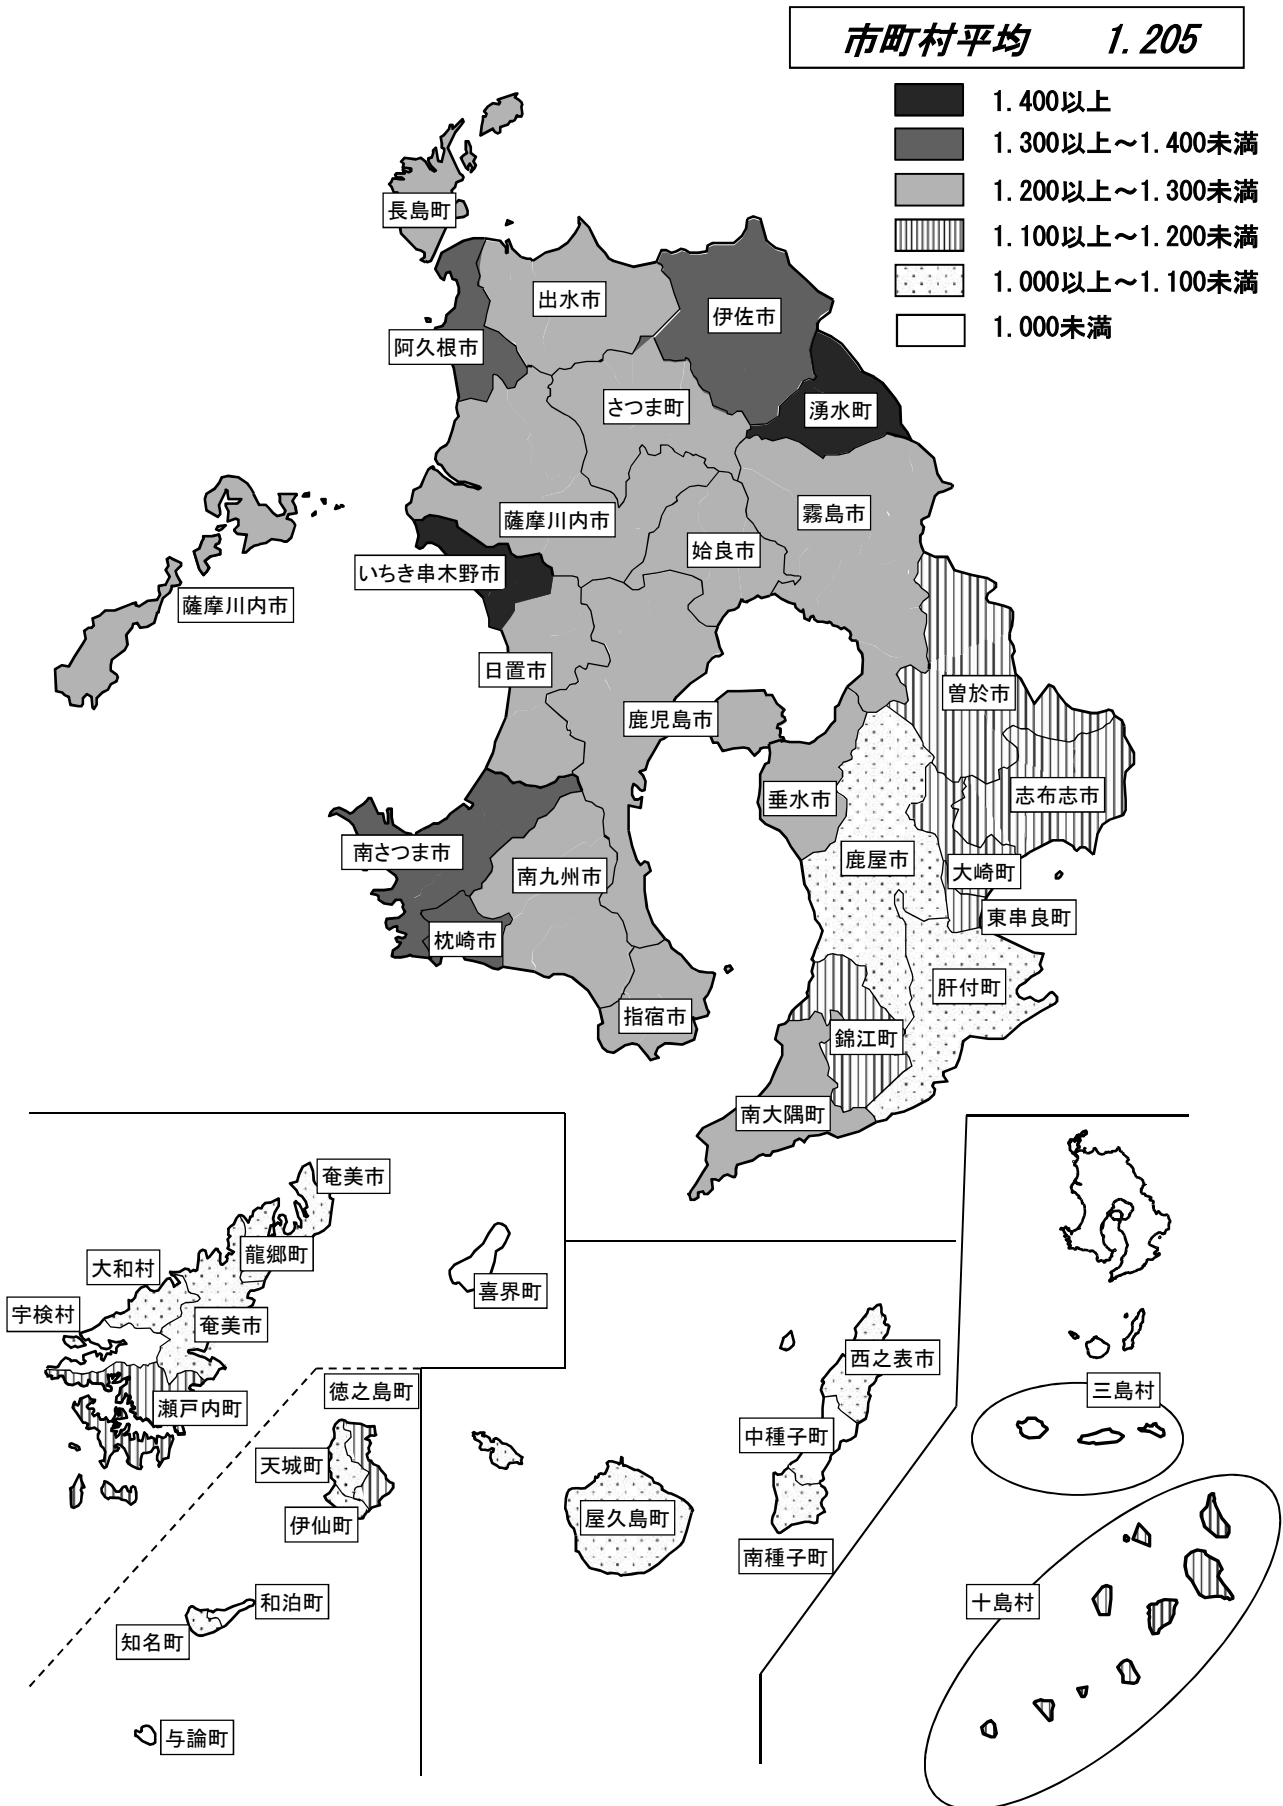 市町村平均　1.205
1.400以上
1.300以上～1.400未満
1.200以上～1.300未満
1.100以上～1.200未満
1.000以上～1.100未満
1.000未満
長島町
出水市
伊佐市
阿久根市
さつま町
湧水町
薩摩川内市
霧島市
姶良市
いちき串木野市
薩摩川内市
日置市
曽於市
鹿児島市
垂水市
志布志市
南さつま市
鹿屋市
大崎町
南九州市
東串良町
枕崎市
肝付町
指宿市
錦江町
南大隅町
奄美市
龍郷町
大和村
喜界町
宇検村
奄美市
瀬戸内町
徳之島町
天城町
伊仙町
和泊町
知名町
与論町
西之表市
中種子町
屋久島町
南種子町
三島村
十島村